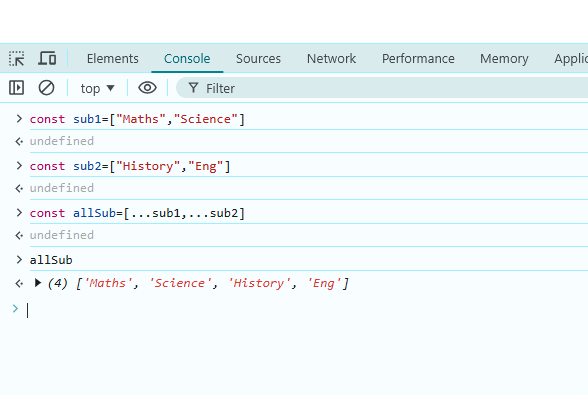 Elements Console Sources Network Performance Memory
top ▼ Filter
> const sub1=["Maths","Science"]
undefined
> const sub2=["History","Eng"]
undefined
> const allSub=[...sub1,...sub2]
undefined
> allSub
▶ (4) ['Maths', 'Science', 'History', 'Eng']
>